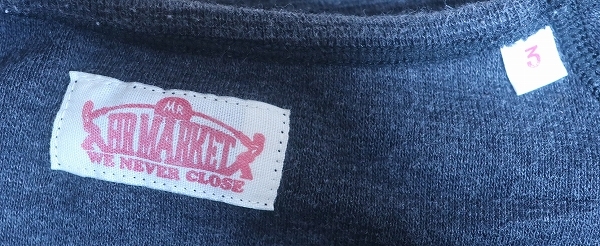 MR
HR MARKET
WE NEVER CLOSE
3